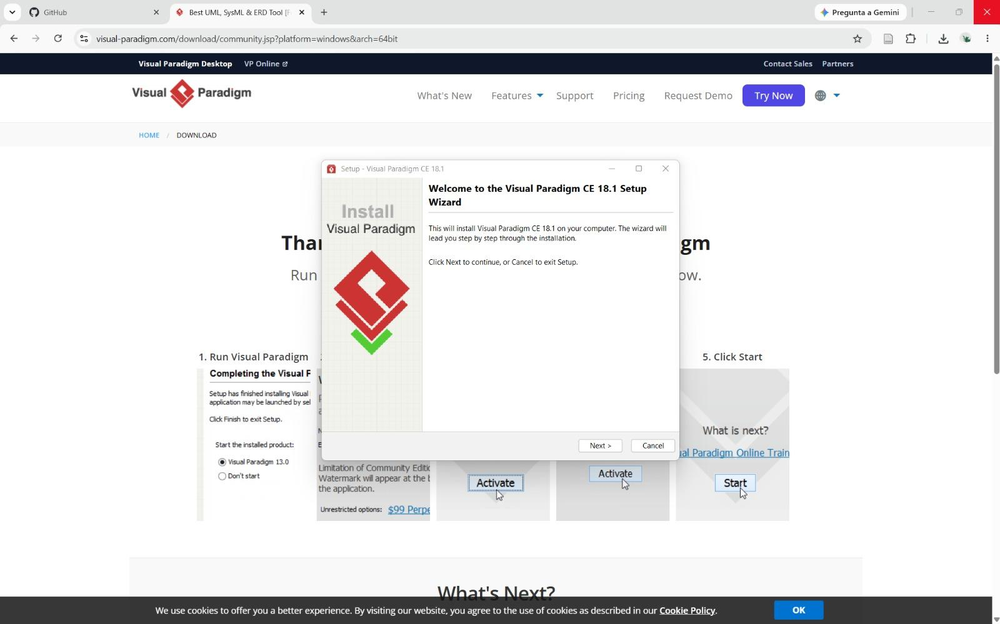 GitHub
Best UML, SysML & ERD Tool
Pregunta a Gemini
visual-paradigm.com/download/community.jsp?platform=windows&arch=64bit
Visual Paradigm Desktop
VP Online
Contact Sales
Partners
Visual Paradigm
What's New
Features
Support
Pricing
Request Demo
Try Now
HOME / DOWNLOAD
Setup - Visual Paradigm CE 18.1
Install
Visual Paradigm
Welcome to the Visual Paradigm CE 18.1 Setup
Wizard
This will install Visual Paradigm CE 18.1 on your computer. The wizard will
lead you step by step through the installation.
Click Next to continue, or Cancel to exit Setup.
Next >
Cancel
Run
1. Run Visual Paradigm
Completing the Visual
Setup has finished installing Visual
application may be launched by
Click Finish to exit Setup.
Start the installed product:
Visual Paradigm 13.0
Don't start
Limitation of Community
Watermark will appear at the
the application.
Unrestricted options: $99
Activate
Activate
5. Click Start
What is next?
Paradigm Online
Start
What's Next?
We use cookies to offer you a better experience. By visiting our website, you agree to the use of cookies as described in our Cookie Policy.
OK